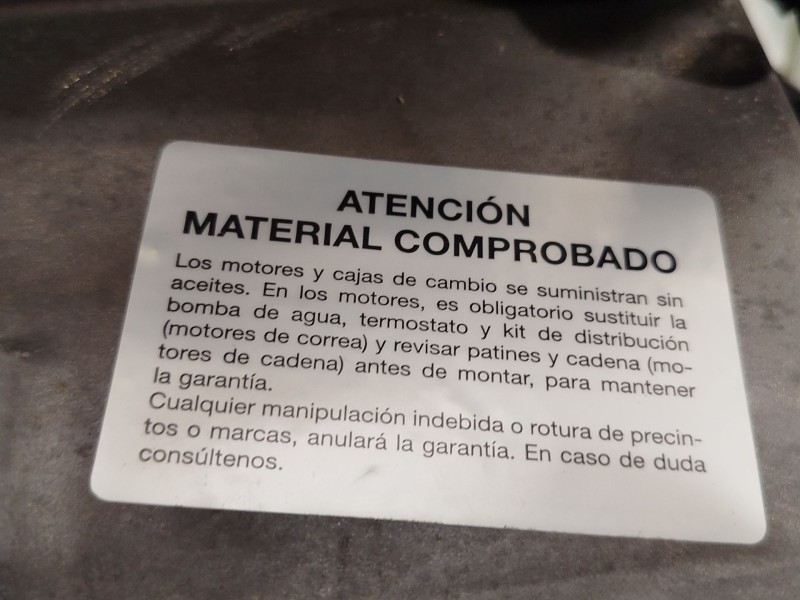 ATENCIÓN
MATERIAL COMPROBADO
Los motores y cajas de cambio se suministran sin
aceites. En los motores, es obligatorio sustituir la
bomba de agua, termostato y kit de distribución
(motores de correa) y revisar patines y cadena (mo-
tores de cadena) antes de montar, para mantener
la garantía.
Cualquier manipulación indebida o rotura de precin-
tos o marcas, anulará la garantía. En caso de duda
consúltenos.